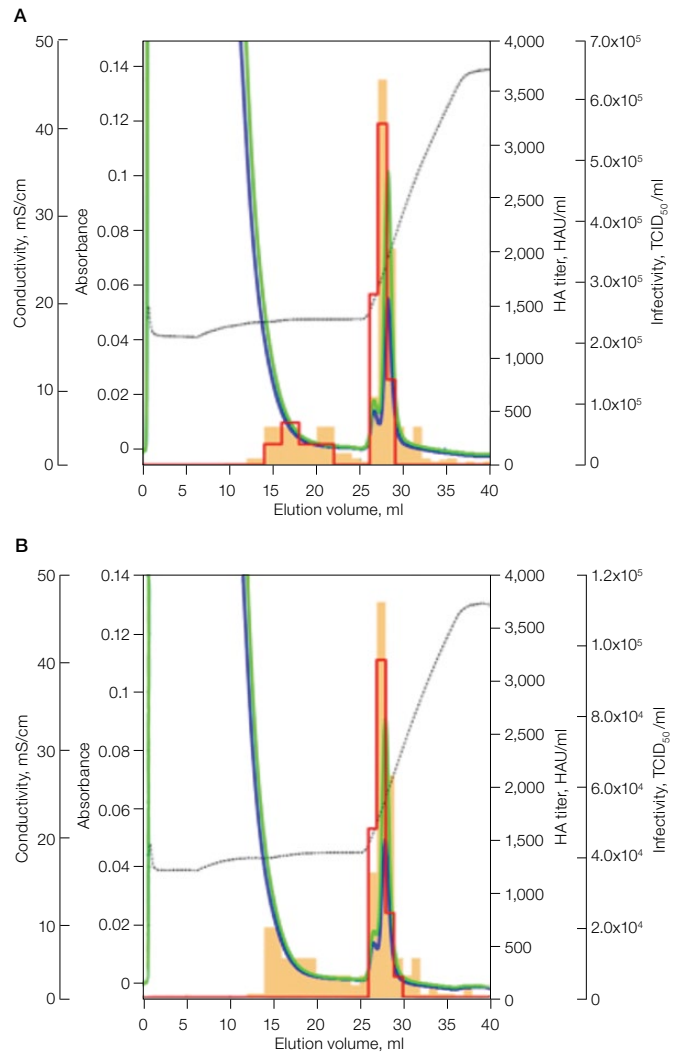 A
50
40
30
20
10
0
Conductivity, mS/cm
0.14
0.12
0.1
0.08
0.06
0.04
0.02
0
Absorbance
4,000
3,500
3,000
2,500
2,000
1,500
1,000
500
0
HA titer, HAU/ml
7.0x10⁵
6.0x10⁵
5.0x10⁵
4.0x10⁵
3.0x10⁵
2.0x10⁵
1.0x10⁵
0
Infectivity, TCID₅₀/ml
0 5 10 15 20 25 30 35 40
Elution volume, ml
B
50
40
30
20
10
0
Conductivity, mS/cm
0.14
0.12
0.1
0.08
0.06
0.04
0.02
0
Absorbance
4,000
3,500
3,000
2,500
2,000
1,500
1,000
500
0
HA titer, HAU/ml
1.2x10⁵
1.0x10⁵
8.0x10⁴
6.0x10⁴
4.0x10⁴
2.0x10⁴
0
Infectivity, TCID₅₀/ml
0 5 10 15 20 25 30 35 40
Elution volume, ml